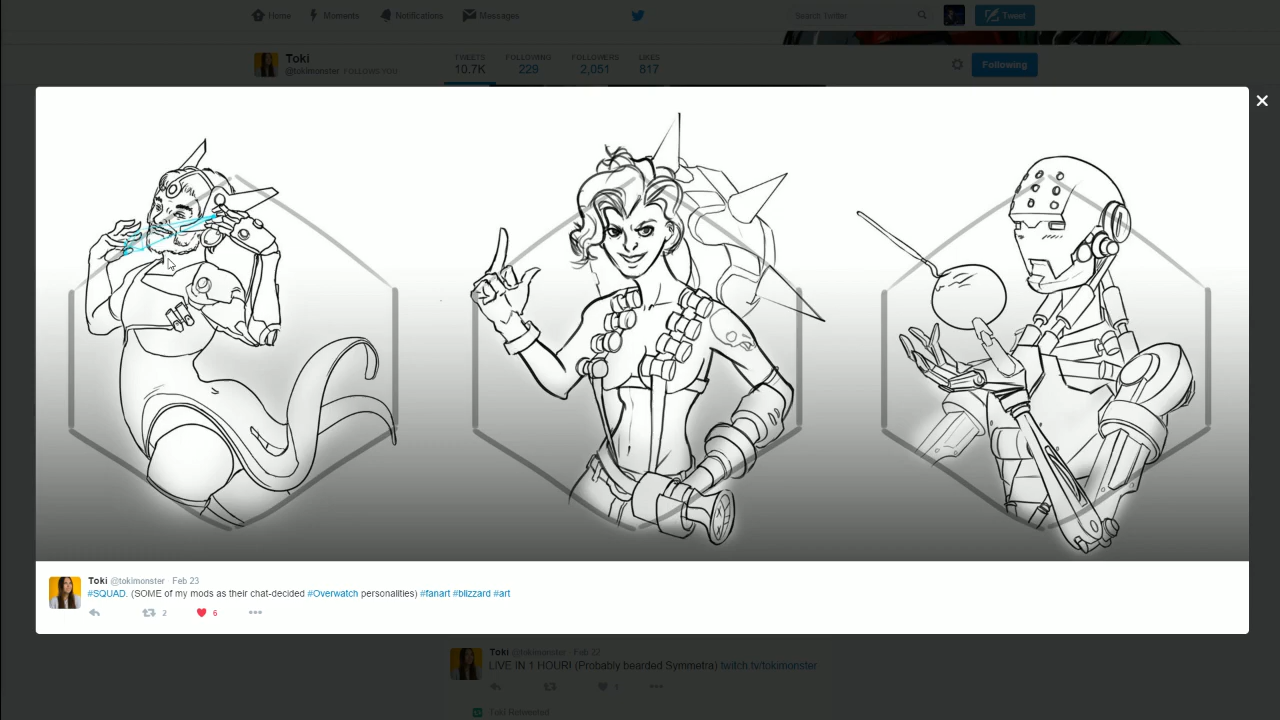 Home Moments Notifications Messages Search Twitter Tweet
Toki
@tokimonster FOLLOWS YOU
TWEETS FOLLOWING FOLLOWERS LIKES
10.7K 229 2,051 817
Following
Toki @tokimonster · Feb 23
#SQUAD. (SOME of my mods as their chat-decided #Overwatch personalities) #fanart #blizzard #art
2 6
Toki @tokimonster · Feb 22
LIVE IN 1 HOUR! (Probably bearded Symmetra) twitch.tv/tokimonster
Toki Retweeted